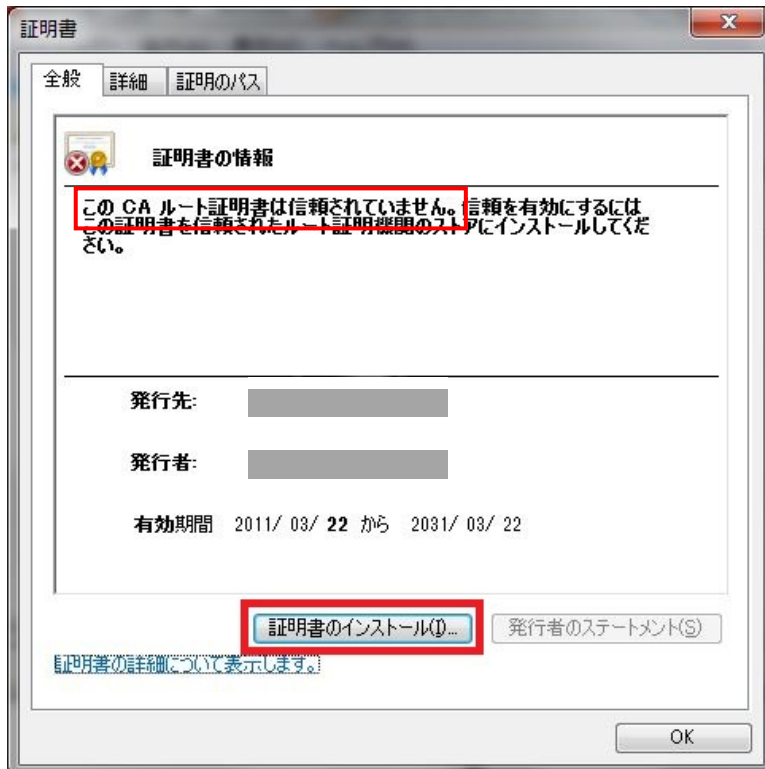 証明書
全般 詳細 証明のパス
証明書の情報
この CA ルート証明書は信頼されていません。信頼を有効にするには
この証明書を信頼されたルート証明機関のストアにインストールしてくだ
さい。
発行先:
発行者:
有効期間 2011/ 03/ 22 から 2031/ 03/ 22
証明書のインストール(I)... 発行者のステートメント(S)
証明書の詳細について表示します。
OK